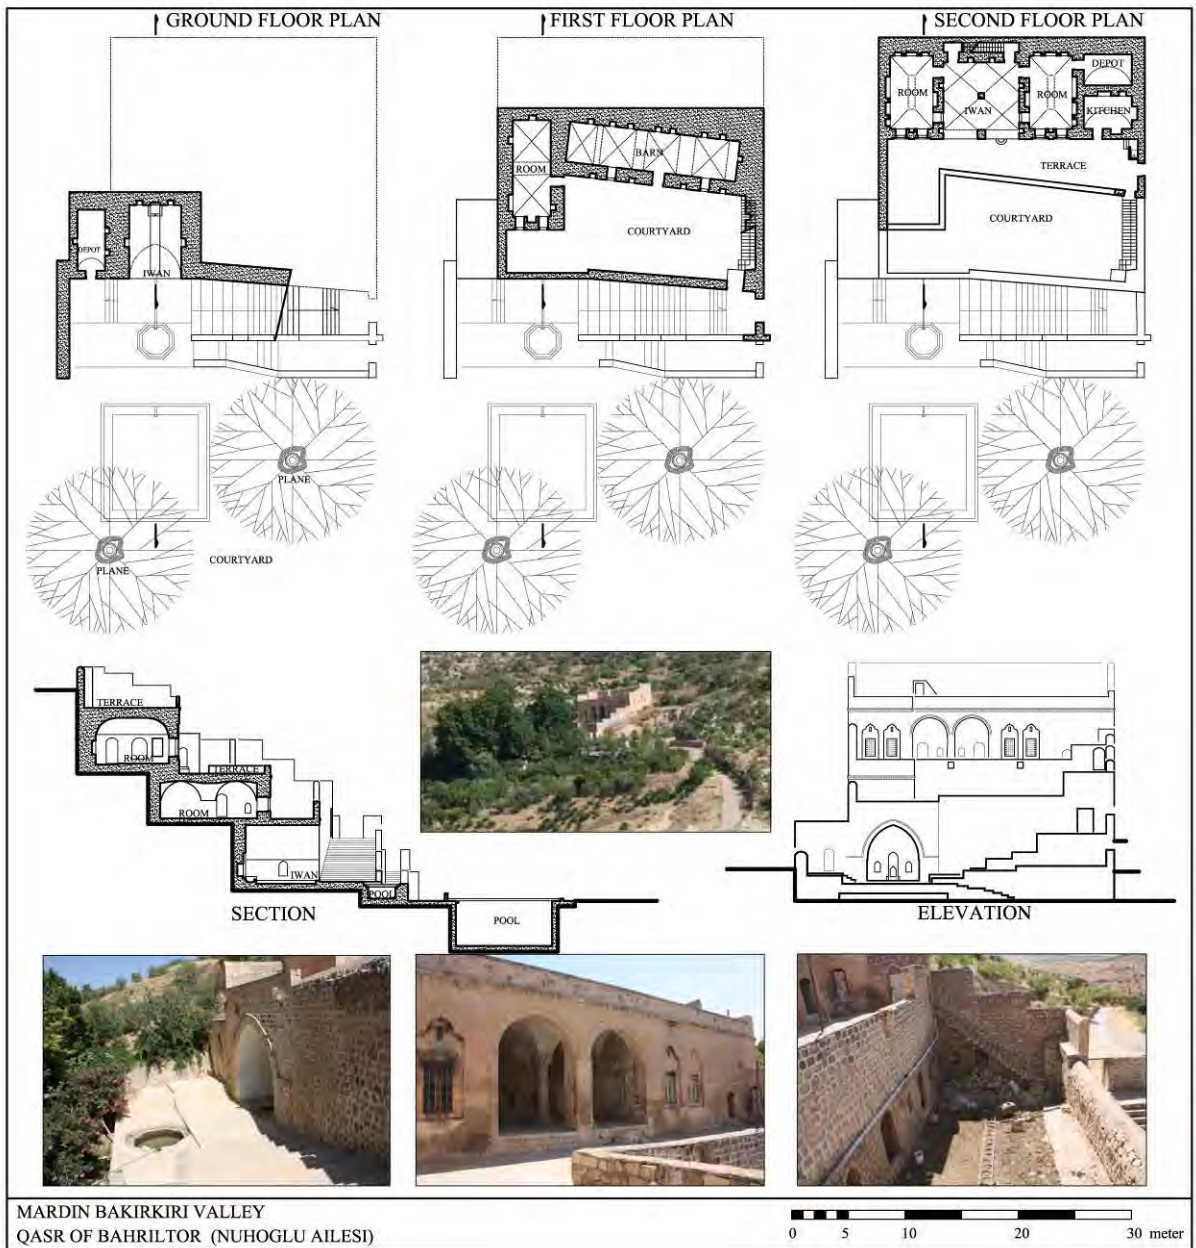 GROUND FLOOR PLAN
FIRST FLOOR PLAN
SECOND FLOOR PLAN
DEPOT
IWAN
ROOM
BARN
COURTYARD
ROOM
IWAN
ROOM
DEPOT
KITCHEN
TERRACE
COURTYARD
PLANE
PLANE
COURTYARD
TERRACE
ROOM
TERRACE
ROOM
IWAN
POOL
POOL
SECTION
ELEVATION
MARDIN BAKIRKIRI VALLEY
QASR OF BAHRILTOR (NUHOGLU AILESI)
0 5 10 20 30 meter